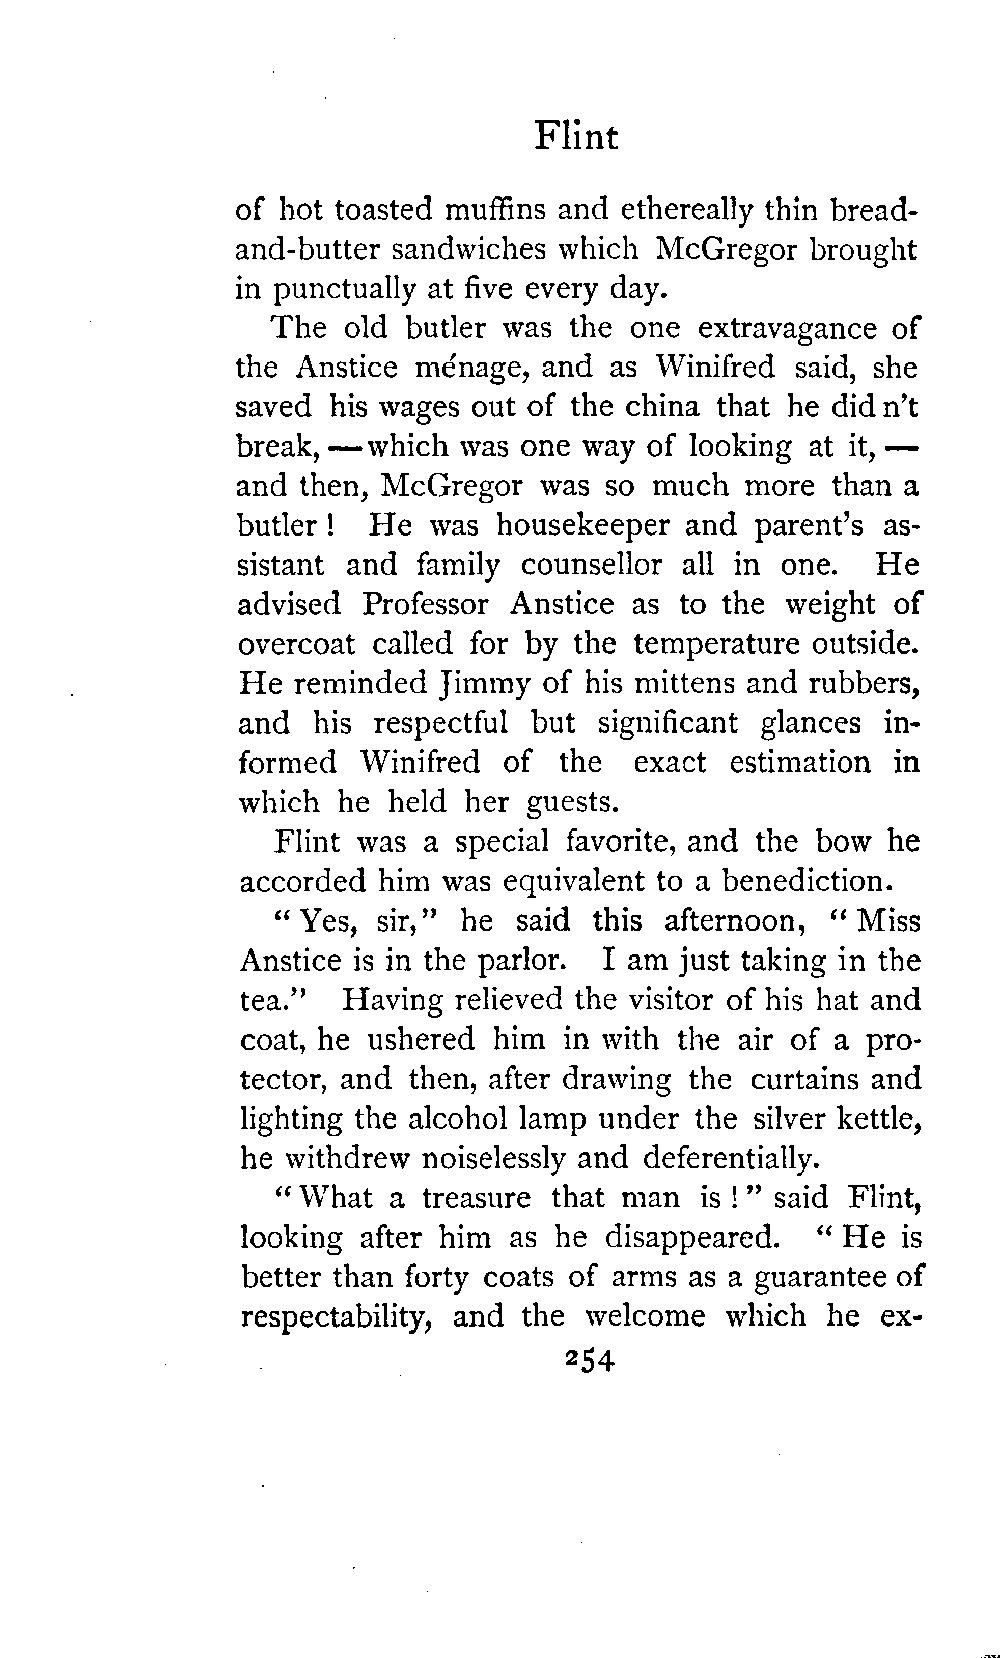 Flint
of hot toasted muffins and ethereally thin bread-
and-butter sandwiches which McGregor brought
in punctually at five every day.
The old butler was the one extravagance of
the Anstice ménage, and as Winifred said, she
saved his wages out of the china that he did n't
break, — which was one way of looking at it, —
and then, McGregor was so much more than a
butler ! He was housekeeper and parent's as-
sistant and family counsellor all in one. He
advised Professor Anstice as to the weight of
overcoat called for by the temperature outside.
He reminded Jimmy of his mittens and rubbers,
and his respectful but significant glances in-
formed Winifred of the exact estimation in
which he held her guests.
Flint was a special favorite, and the bow he
accorded him was equivalent to a benediction.
" Yes, sir," he said this afternoon, " Miss
Anstice is in the parlor. I am just taking in the
tea." Having relieved the visitor of his hat and
coat, he ushered him in with the air of a pro-
tector, and then, after drawing the curtains and
lighting the alcohol lamp under the silver kettle,
he withdrew noiselessly and deferentially.
" What a treasure that man is ! " said Flint,
looking after him as he disappeared. " He is
better than forty coats of arms as a guarantee of
respectability, and the welcome which he ex-
254